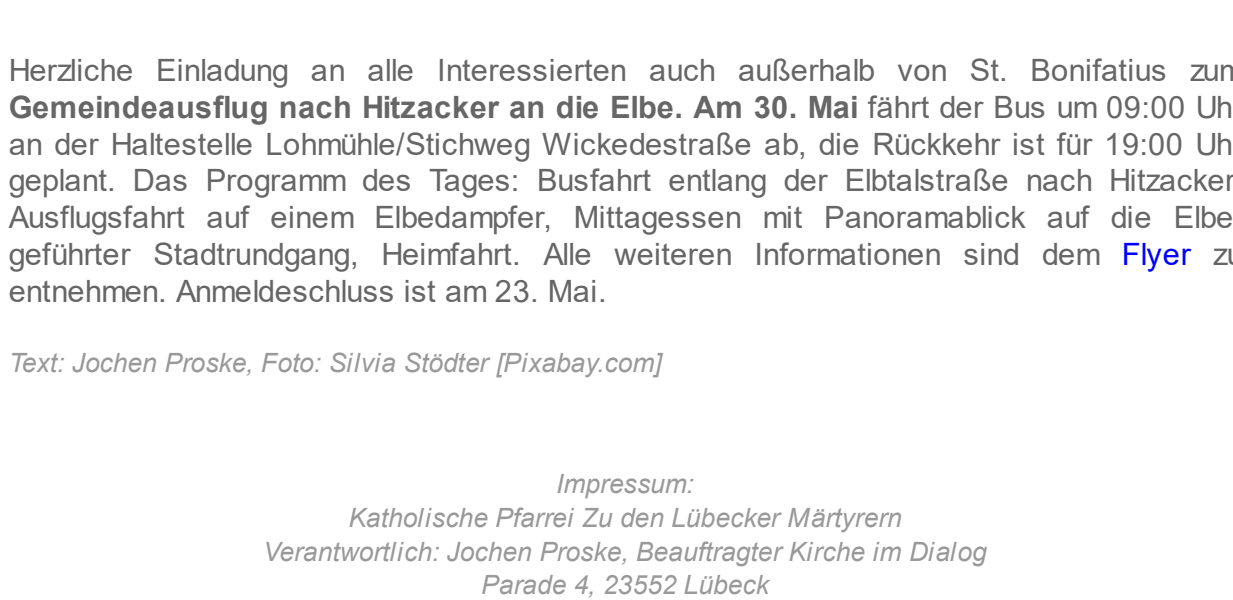 Herzliche Einladung an alle Interessierten auch außerhalb von St. Bonifatius zum
Gemeindeausflug nach Hitzacker an die Elbe. Am 30. Mai fährt der Bus um 09:00 Uh
an der Haltestelle Lohmühle/Stichweg Wickedestraße ab, die Rückkehr ist für 19:00 Uh
geplant. Das Programm des Tages: Busfahrt entlang der Elbtalstraße nach Hitzacker
Ausflugsfahrt auf einem Elbedampfer, Mittagessen mit Panoramablick auf die Elbe
geführter Stadtrundgang, Heimfahrt. Alle weiteren Informationen sind dem Flyer zu
entnehmen. Anmeldeschluss ist am 23. Mai.
Text: Jochen Proske, Foto: Silvia Stödter [Pixabay.com]
Impressum:
Katholische Pfarrei Zu den Lübecker Märtyrern
Verantwortlich: Jochen Proske, Beauftragter Kirche im Dialog
Parade 4, 23552 Lübeck